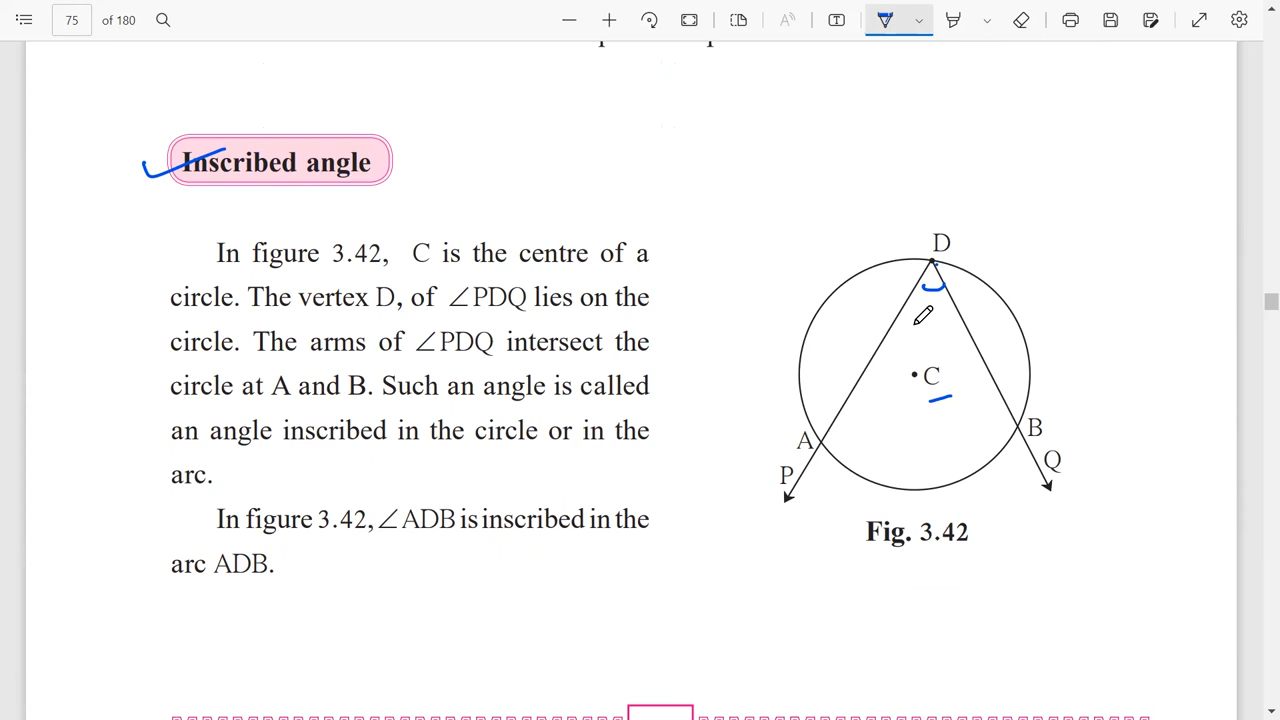 75 of 180
Inscribed angle
In figure 3.42, C is the centre of a
circle. The vertex D, of ∠PDQ lies on the
circle. The arms of ∠PDQ intersect the
circle at A and B. Such an angle is called
an angle inscribed in the circle or in the
arc.
In figure 3.42, ∠ADB is inscribed in the
arc ADB.
D
C
A
B
P
Q
Fig. 3.42